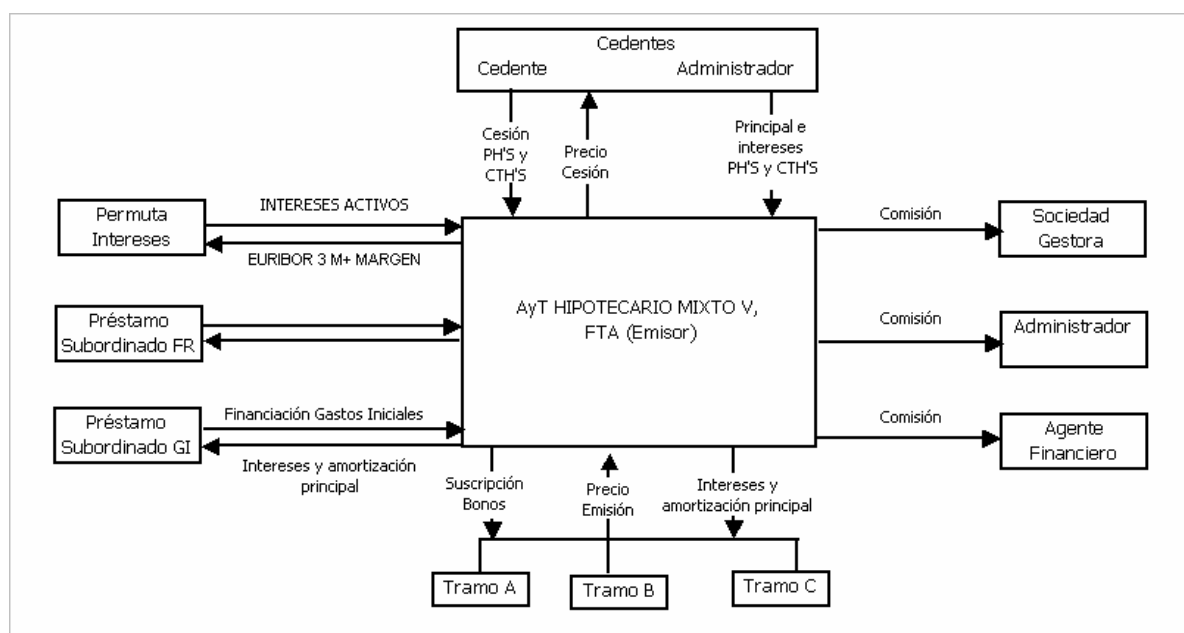 Cedentes
Cedente Administrador
Cesión
PH'S y
CTH'S
Precio
Cesión
Principal e
intereses
PH'S y CTH'S
Permuta
Intereses
INTERESES ACTIVOS
EURIBOR 3 M+ MARGEN
Comisión
Sociedad
Gestora
AyT HIPOTECARIO MIXTO V,
FTA (Emisor)
Préstamo
Subordinado FR
Comisión
Administrador
Préstamo
Subordinado GI
Financiación Gastos Iniciales
Intereses y amortización
principal
Comisión
Agente
Financiero
Suscripción
Bonos
Precio
Emisión
Intereses y
amortización principal
Tramo A
Tramo B
Tramo C